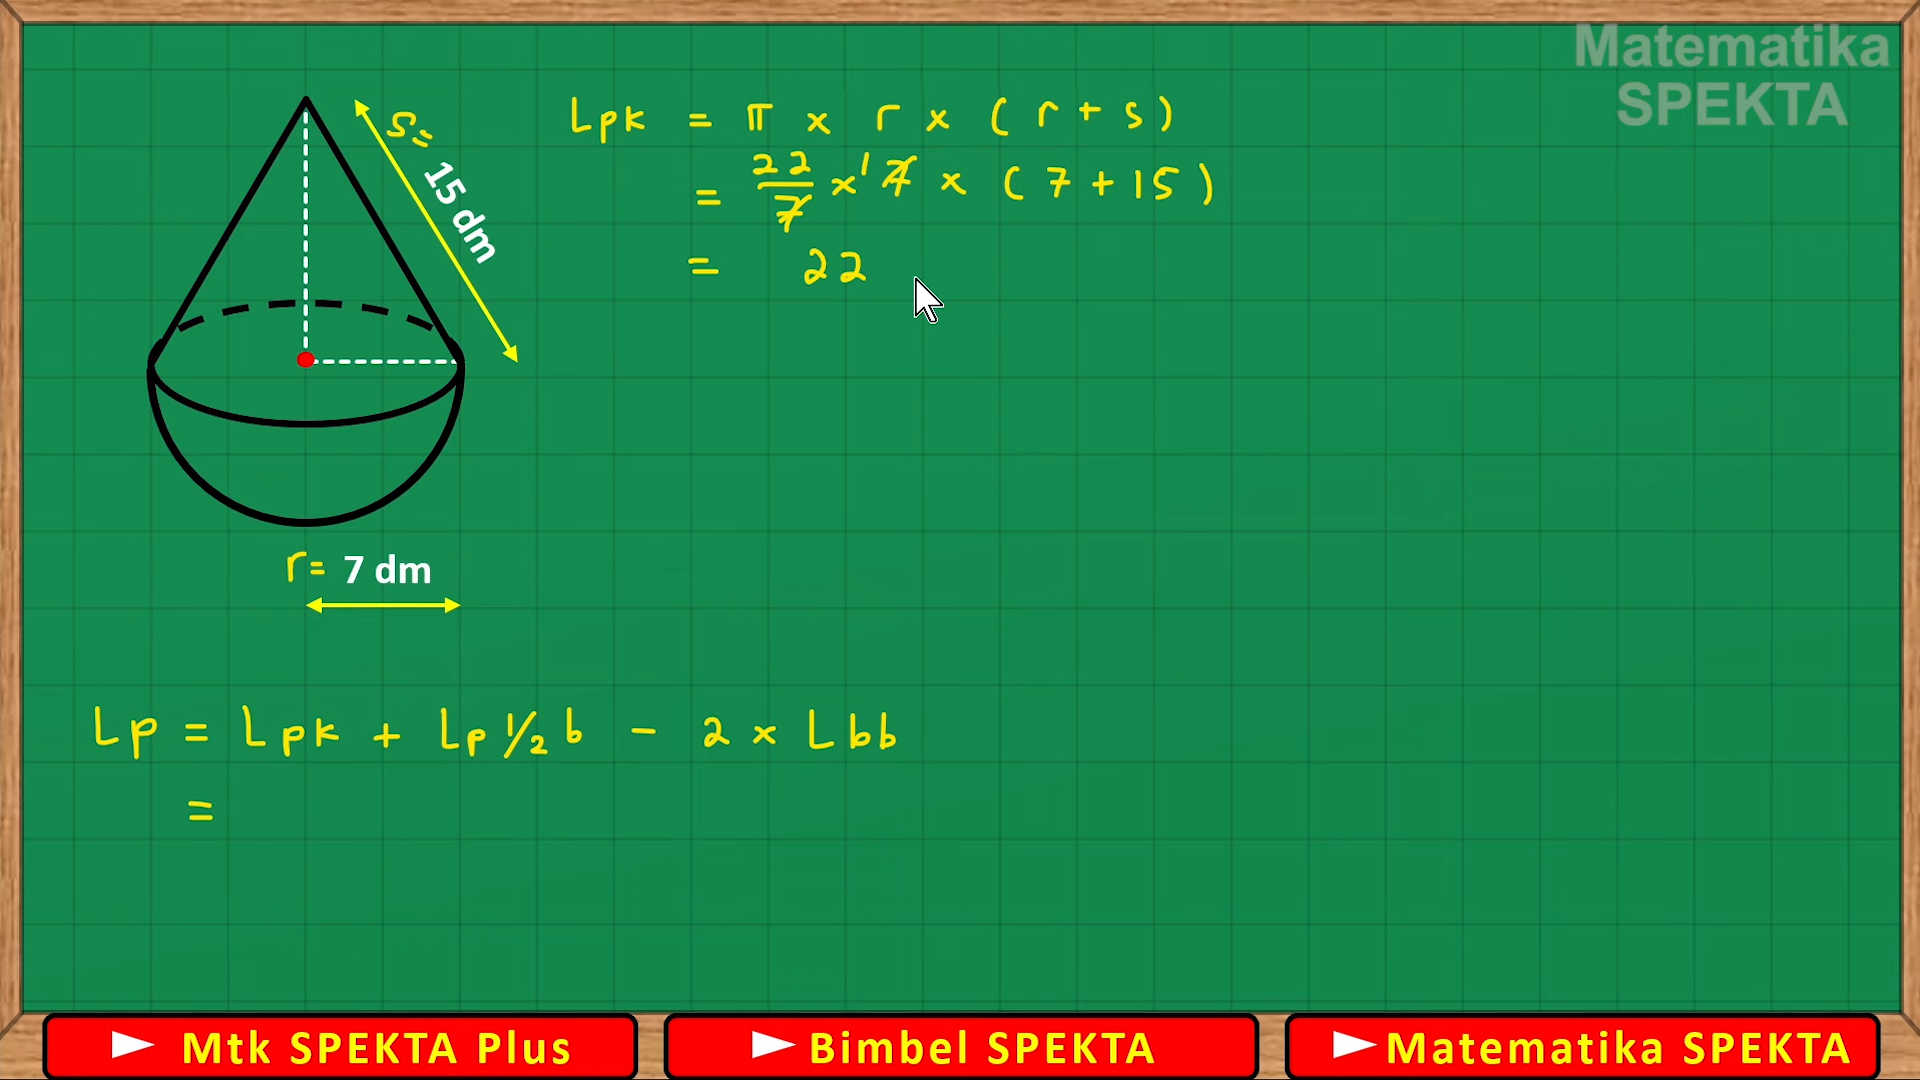 Matematika
SPEKTA
s = 15 dm
Lpk = π x r x ( r + s )
= 22/7 x 1 7 x ( 7 + 15 )
= 22
r = 7 dm
Lp = Lpk + Lp 1/2 b - 2 x Lbb
=
Mtk SPEKTA Plus
Bimbel SPEKTA
Matematika SPEKTA